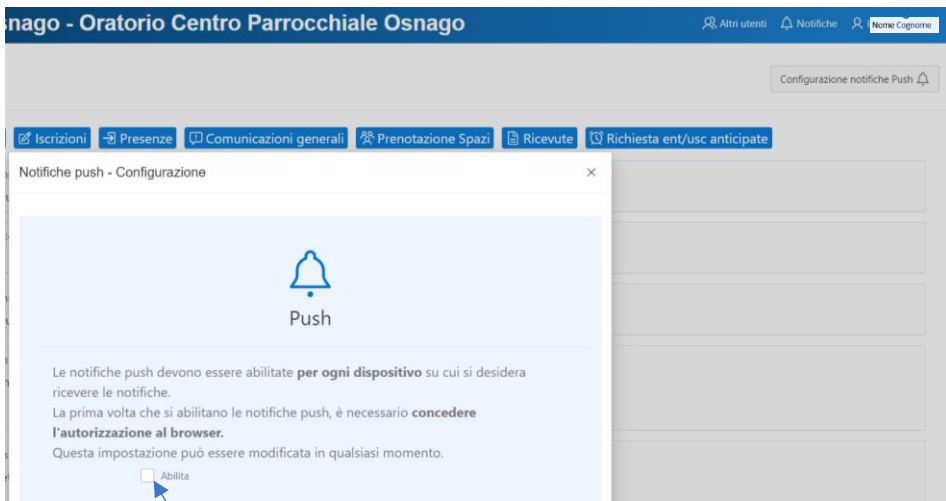 snago - Oratorio Centro Parrocchiale Osnago
Altri utenti Notifiche Nome Cognome
Configurazione notifiche Push
Iscrizioni Presenze Comunicazioni generali Prenotazione Spazi Ricevute Richiesta ent/usc anticipate
Notifiche push - Configurazione
Push
Le notifiche push devono essere abilitate per ogni dispositivo su cui si desidera
ricevere le notifiche.
La prima volta che si abilitano le notifiche push, è necessario concedere
l'autorizzazione al browser.
Questa impostazione può essere modificata in qualsiasi momento.
Abilita